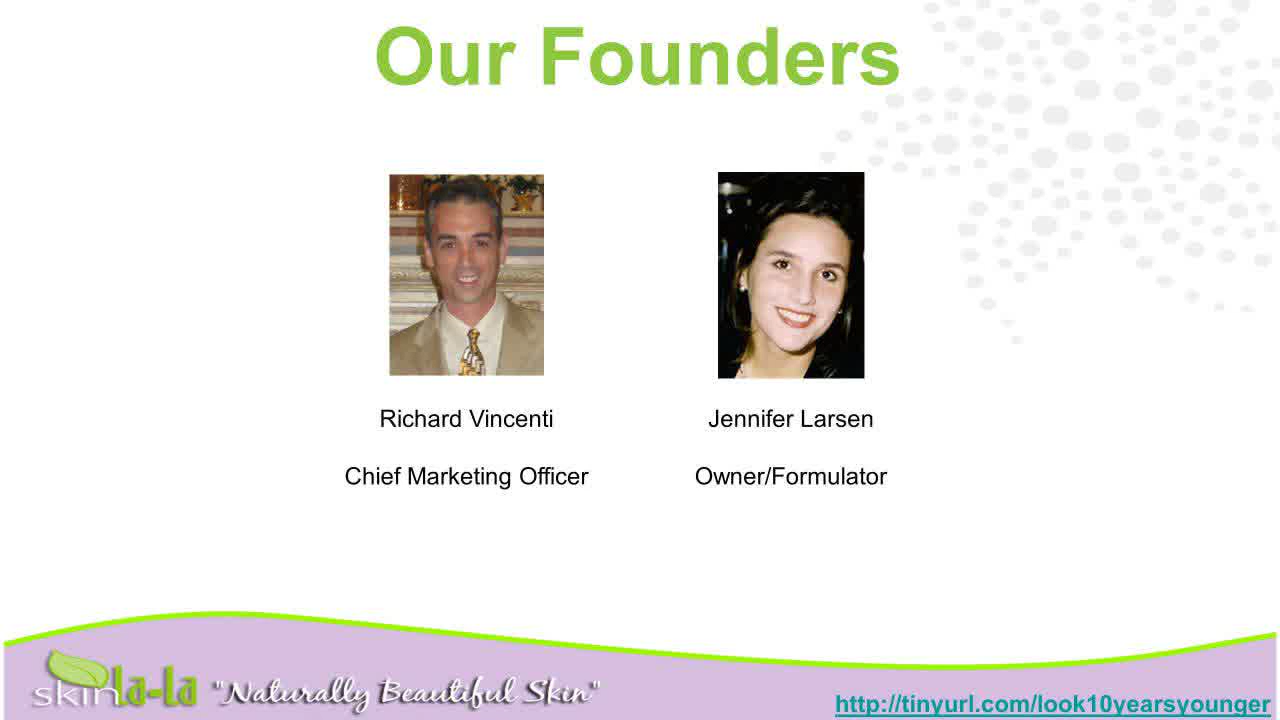 Our Founders
Richard Vincenti
Jennifer Larsen
Chief Marketing Officer
Owner/Formulator
skin la-la "Naturally Beautiful Skin"
http://tinyurl.com/look10yearsyounger